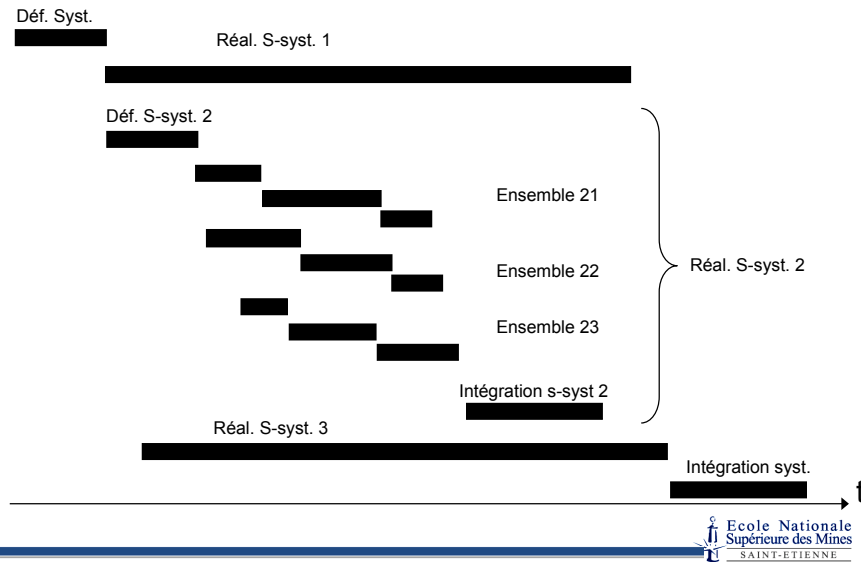 Déf. Syst.
Réal. S-syst. 1
Déf. S-syst. 2
Ensemble 21
Ensemble 22
Réal. S-syst. 2
Ensemble 23
Intégration s-syst 2
Réal. S-syst. 3
Intégration syst.
t
Ecole Nationale
Supérieure des Mines
SAINT-ETIENNE